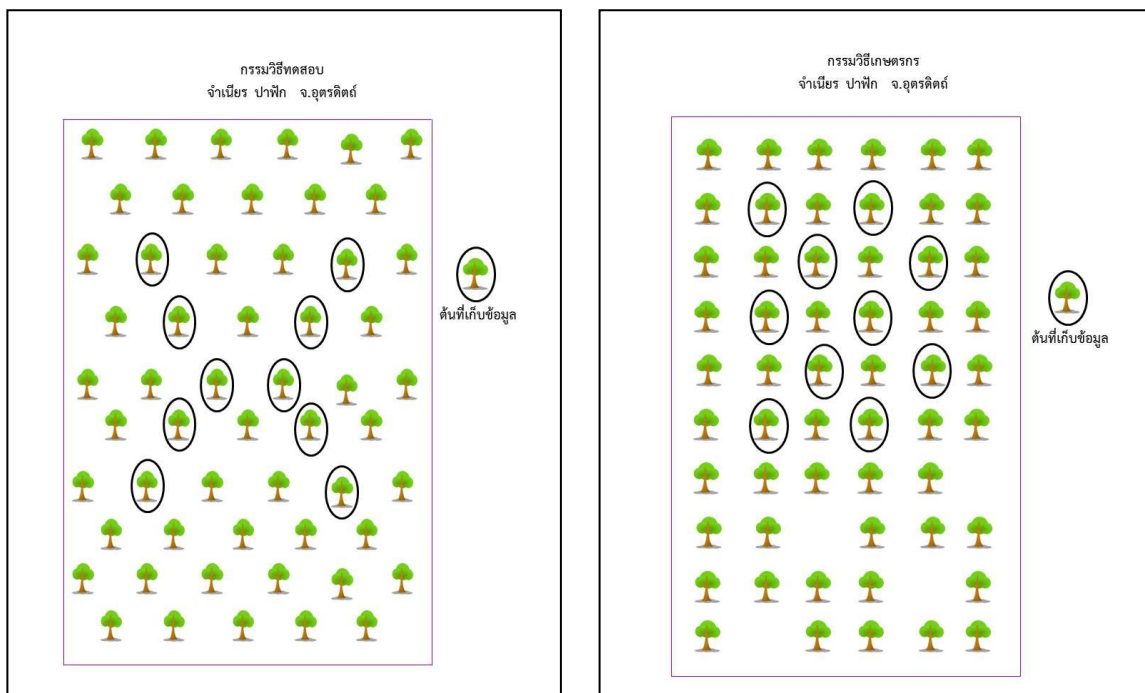 กรรมวิธีทดสอบ
จำเนียร ปาฟัก จ.อุตรดิตถ์
ต้นที่เก็บข้อมูล
กรรมวิธีเกษตรกร
จำเนียร ปาฟัก จ.อุตรดิตถ์
ต้นที่เก็บข้อมูล